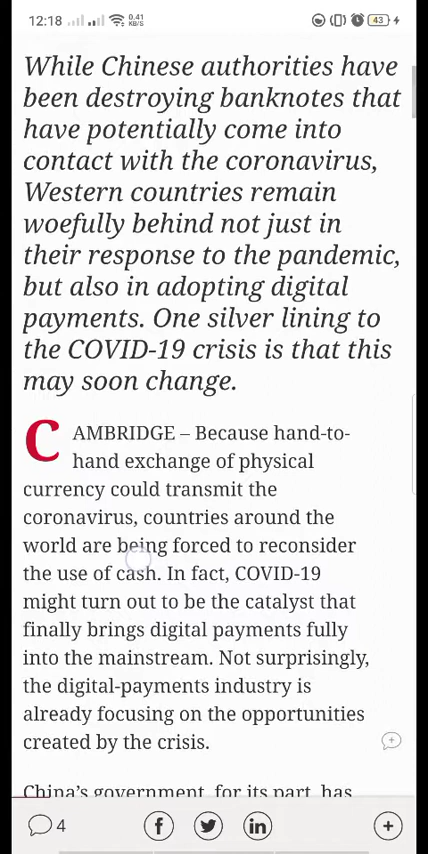 12:18
0.41
KB/S
43
While Chinese authorities have
been destroying banknotes that
have potentially come into
contact with the coronavirus,
Western countries remain
woefully behind not just in
their response to the pandemic,
but also in adopting digital
payments. One silver lining to
the COVID-19 crisis is that this
may soon change.
CAMBRIDGE – Because hand-to-
hand exchange of physical
currency could transmit the
coronavirus, countries around the
world are being forced to reconsider
the use of cash. In fact, COVID-19
might turn out to be the catalyst that
finally brings digital payments fully
into the mainstream. Not surprisingly,
the digital-payments industry is
already focusing on the opportunities
created by the crisis.
China's government, for its part, has
4